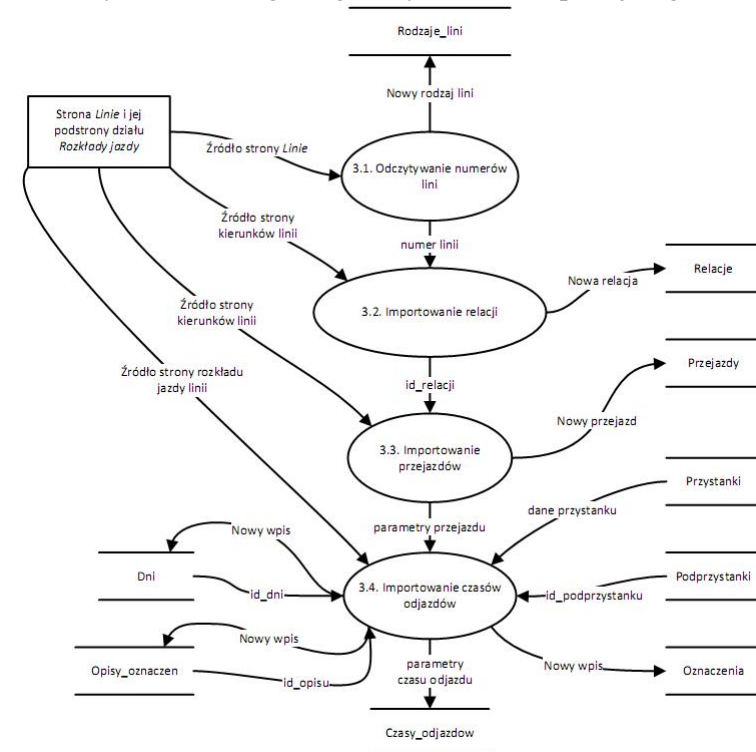 Rodzaje_lini
Nowy rodzaj lini
Strona Linie i jej
podstrony działu
Rozkłady jazdy
Źródło strony Linie
3.1. Odczytywanie numerów
lini
Źródło strony
kierunków linii
numer linii
Relacje
Nowa relacja
3.2. Importowanie relacji
Źródło strony
kierunków linii
Przejazdy
Źródło strony rozkładu
jazdy linii
id_relacji
Nowy przejazd
3.3. Importowanie
przejazdów
Przystanki
dane przystanku
parametry przejazdu
Nowy wpis
Dni
id_dni
3.4. Importowanie czasów
odjazdów
id_podprzystanku
Podprzystanki
Nowy wpis
Opisy_oznaczen
id_opisu
parametry
czasu odjazdu
Nowy wpis
Oznaczenia
Czasy_odjazdow